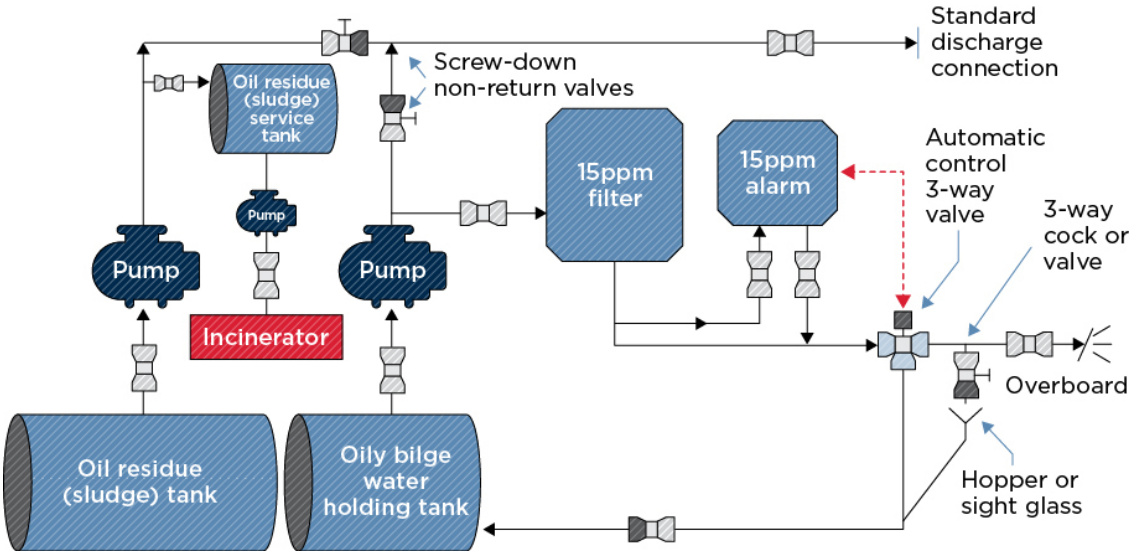 Standard
discharge
connection
Screw-down
non-return valves
Oil residue
(sludge)
service
tank
15ppm
filter
15ppm
alarm
Automatic
control
3-way
valve
3-way
cock or
valve
Pump
Pump
Pump
Incinerator
Overboard
Oil residue
(sludge) tank
Oily bilge
water
holding tank
Hopper or
sight glass